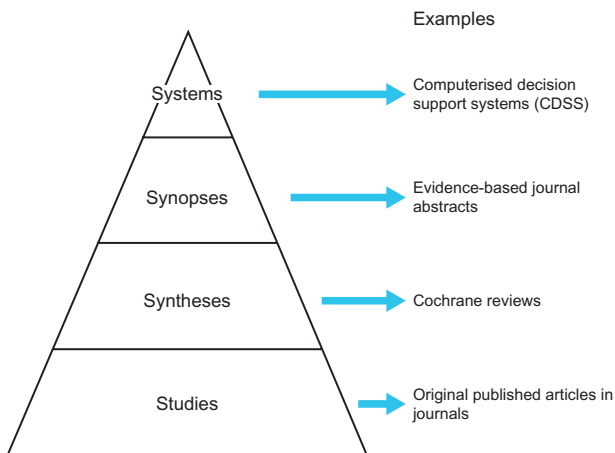 Examples
Systems
Computerised decision
support systems (CDSS)
Synopses
Evidence-based journal
abstracts
Syntheses
Cochrane reviews
Studies
Original published articles in
journals